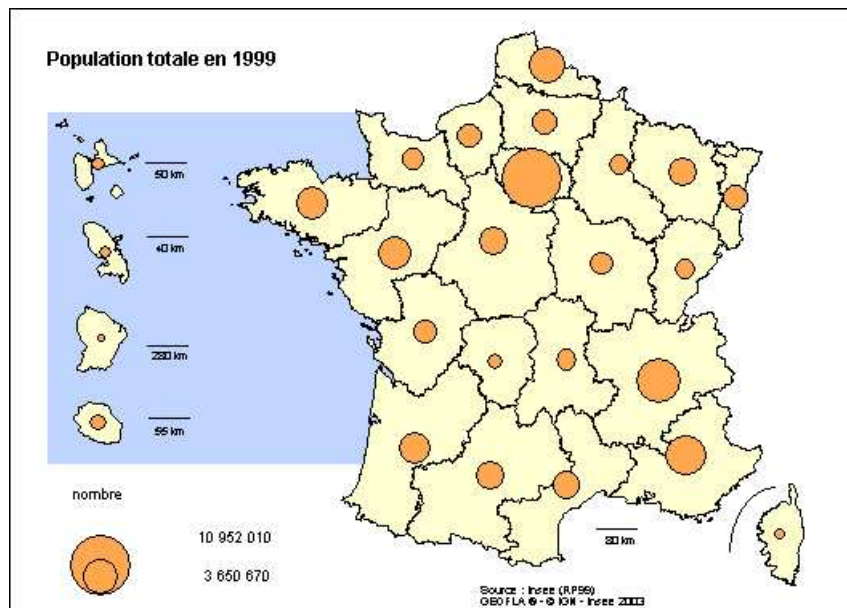 Population totale en 1999
50 km
40 km
280 km
55 km
nombre
10 952 010
3 650 670
80 km
Source : Insee (RP99)
GEOFLA ® - © IGN - Insee 2003